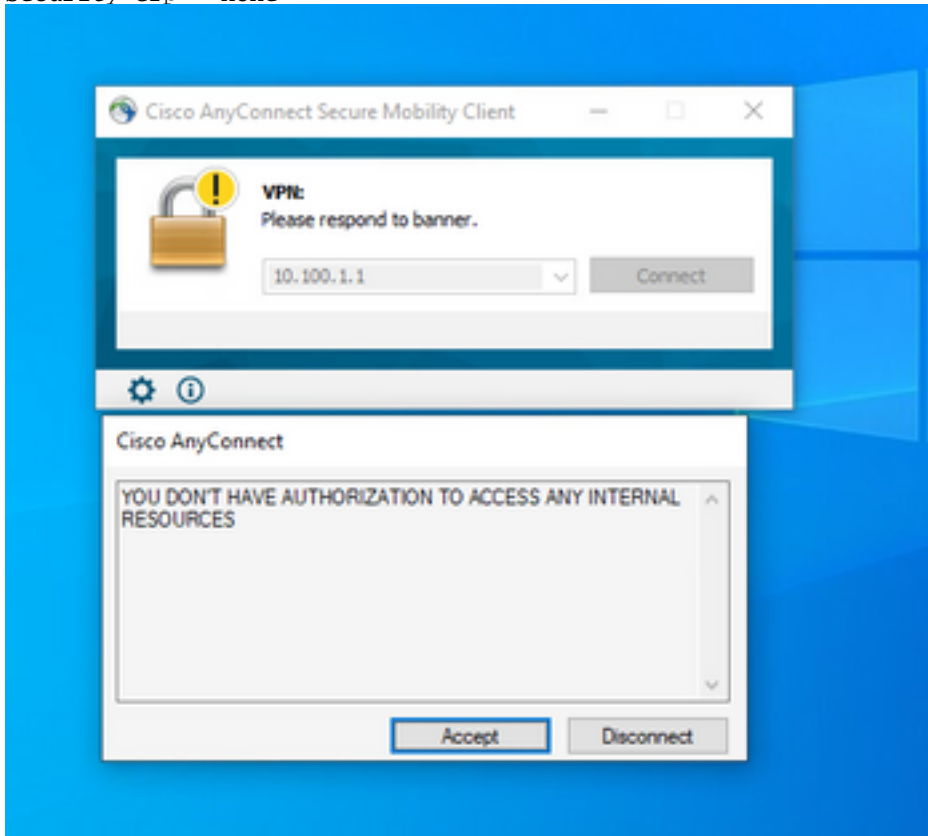 Cisco AnyConnect Secure Mobility Client
VPN:
Please respond to banner.
10.100.1.1
Connect
Cisco AnyConnect
YOU DON'T HAVE AUTHORIZATION TO ACCESS ANY INTERNAL
RESOURCES
Accept
Disconnect